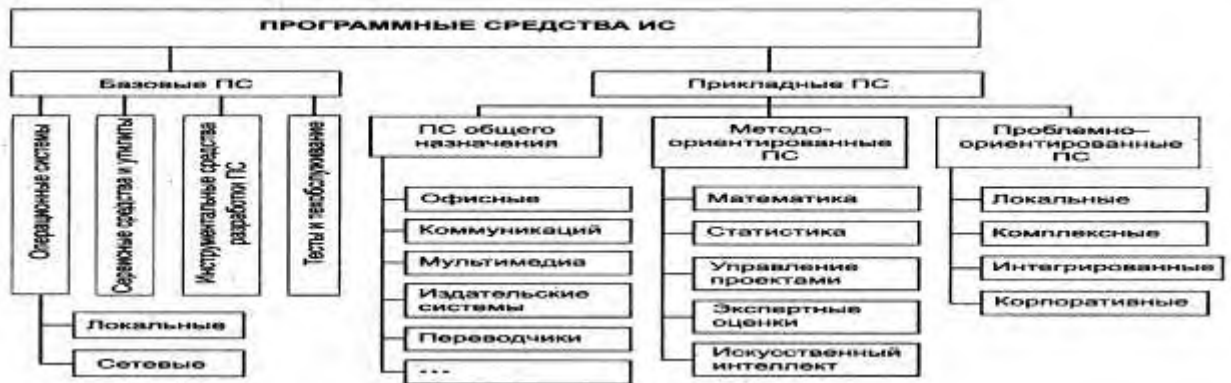 ПРОГРАММНЫЕ СРЕДСТВА ИС
Базовые ПС
Прикладные ПС
Операционные системы
Сервисные средства и утилиты
Инструментальные средства
разработки ПС
Тесты и техобслуживание
Локальные
Сетевые
ПС общего
назначения
Офисные
Коммуникаций
Мультимедиа
Издательские
системы
Переводчики
...
Методо-
ориентированные
ПС
Математика
Статистика
Управление
проектами
Экспертные
оценки
Искусственный
интеллект
Проблемно-
ориентированные
ПС
Локальные
Комплексные
Интегрированные
Корпоративные